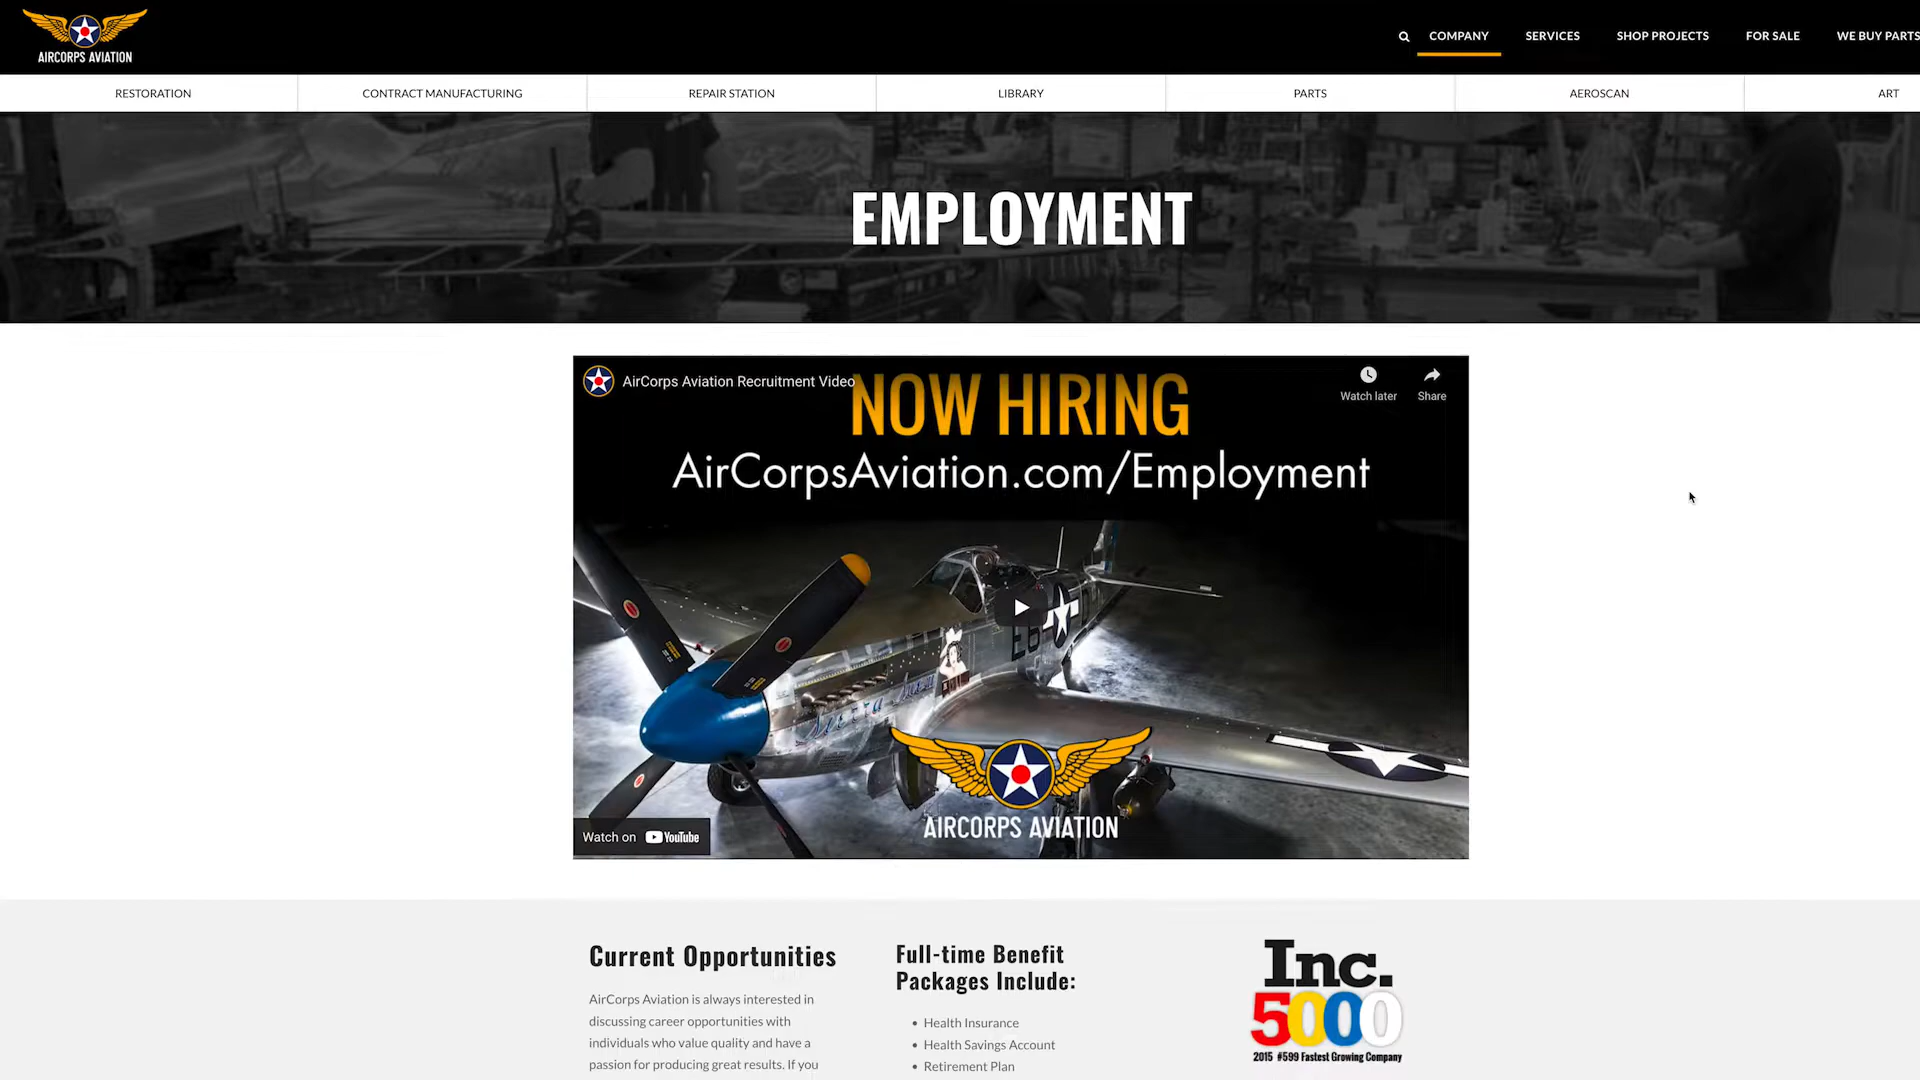 AIRCORPS AVIATION
COMPANY
SERVICES
SHOP PROJECTS
FOR SALE
WE BUY PARTS
RESTORATION
CONTRACT MANUFACTURING
REPAIR STATION
LIBRARY
PARTS
AEROSCAN
ART
EMPLOYMENT
AirCorps Aviation Recruitment Video
Watch later
Share
NOW HIRING
AirCorpsAviation.com/Employment
E6
AIRCORPS AVIATION
Watch on YouTube
Current Opportunities
AirCorps Aviation is always interested in
discussing career opportunities with
individuals who value quality and have a
passion for producing great results. If you
Full-time Benefit
Packages Include:
• Health Insurance
• Health Savings Account
• Retirement Plan
Inc.
5000
2015 #599 Fastest Growing Company